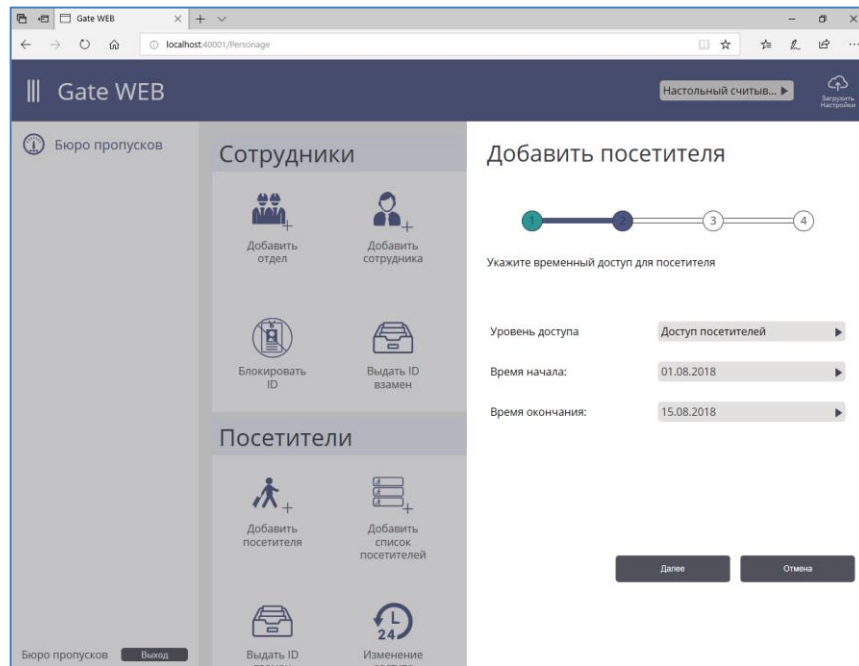 Gate WEB
localhost:40001/Personage
Gate WEB
Настольный считыв...
Загрузить
Настройки
Бюро пропусков
Сотрудники
Добавить
отдел
Добавить
сотрудника
Блокировать
ID
Выдать ID
взамен
Посетители
Добавить
посетителя
Добавить
список
посетителей
Выдать ID
Изменение
Бюро пропусков
Выход
Добавить посетителя
1
2
3
4
Укажите временный доступ для посетителя
Уровень доступа
Доступ посетителей
Время начала:
01.08.2018
Время окончания:
15.08.2018
Далее
Отмена